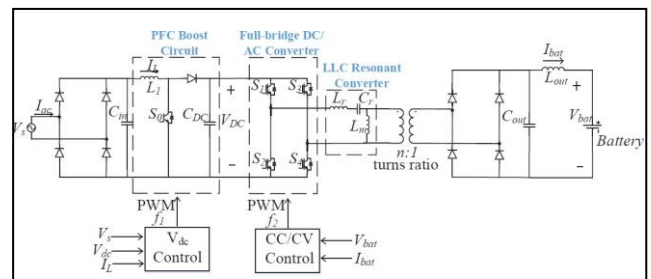 PFC Boost
Circuit
Full-bridge DC/
AC Converter
LLC Resonant
Converter
I_L
L1
I_ac
V_s
C_in
S_0
C_DC
V_DC
+
−
S_1
S_3
S_2
S_4
L_r
C_r
L_m
n:1
turns ratio
C_out
I_bat
L_out
+
V_bat
−
Battery
PWM
f_1
PWM
f_2
V_s
V_dc
I_L
V_dc
Control
CC/CV
Control
V_bat
I_bat